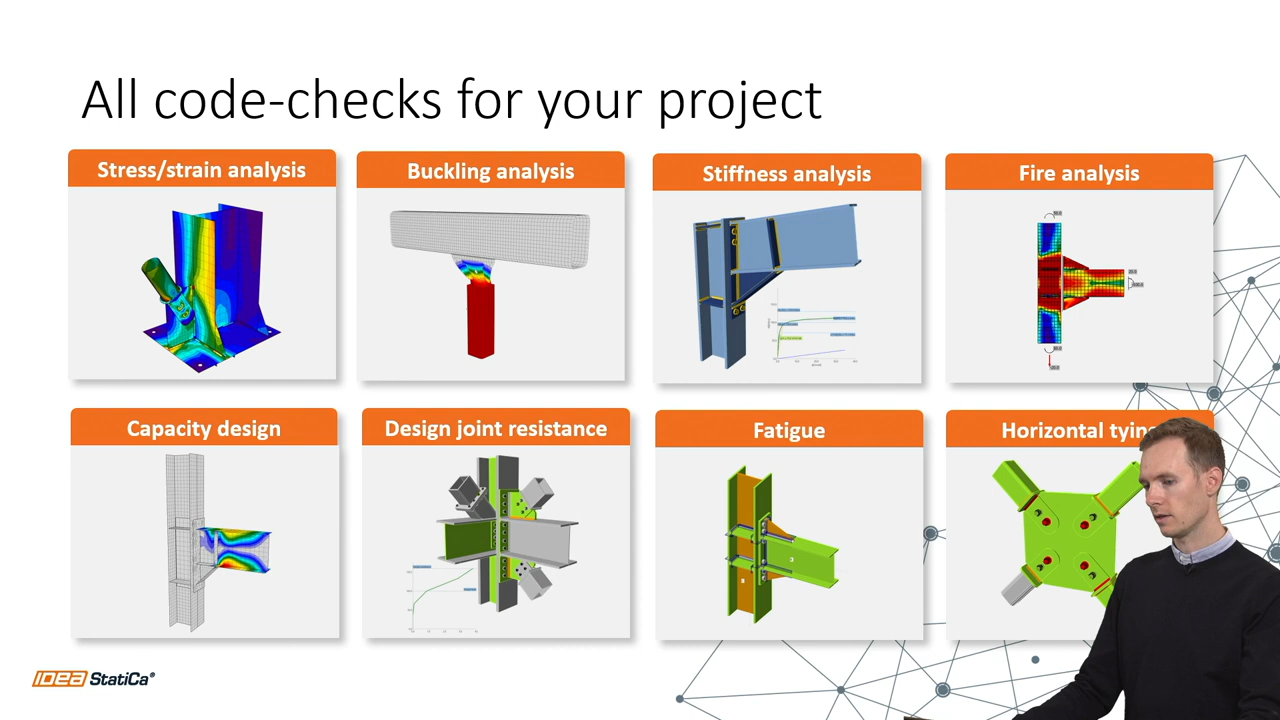 All code-checks for your project
Stress/strain analysis
Buckling analysis
Stiffness analysis
Fire analysis
Capacity design
Design joint resistance
Fatigue
Horizontal
IDEA StatiCa®